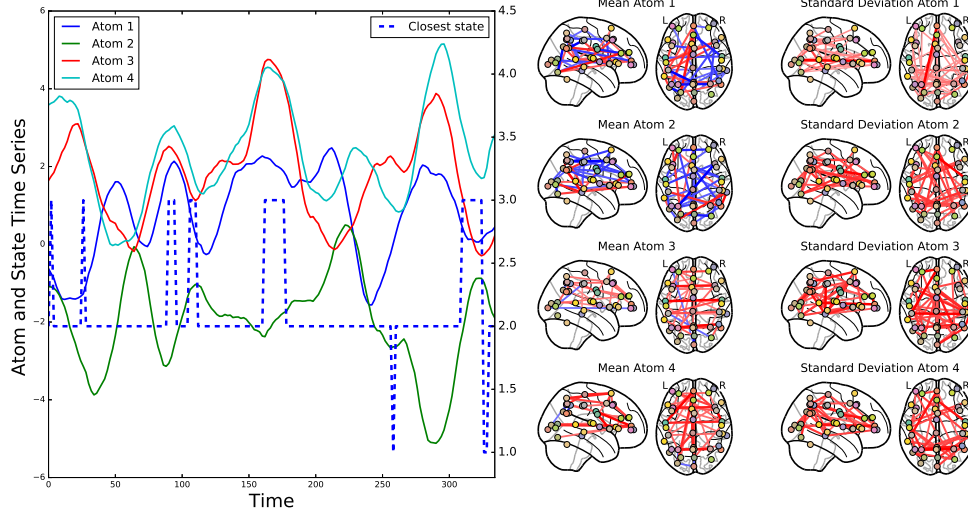 Atom 1
Atom 2
Atom 3
Atom 4
Closest state
6
4
2
0
−2
−4
−6
Atom and State Time Series
0
50
100
150
200
250
300
Time
4.5
4.0
3.5
3.0
2.5
2.0
1.5
1.0
Mean Atom 1
L R
Standard Deviation Atom 1
L R
Mean Atom 2
L R
Standard Deviation Atom 2
L R
Mean Atom 3
L R
Standard Deviation Atom 3
L R
Mean Atom 4
L R
Standard Deviation Atom 4
L R